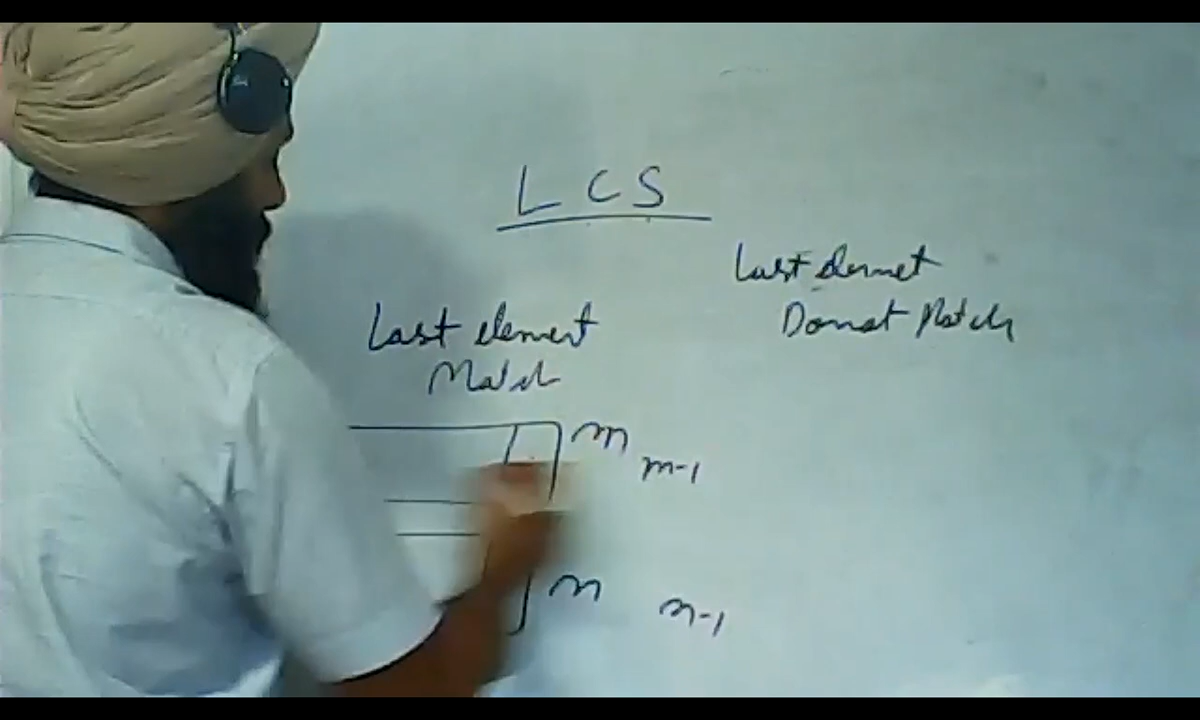 LCS
Last element
Match
Last element
Donot Match
m
m-1
n
n-1